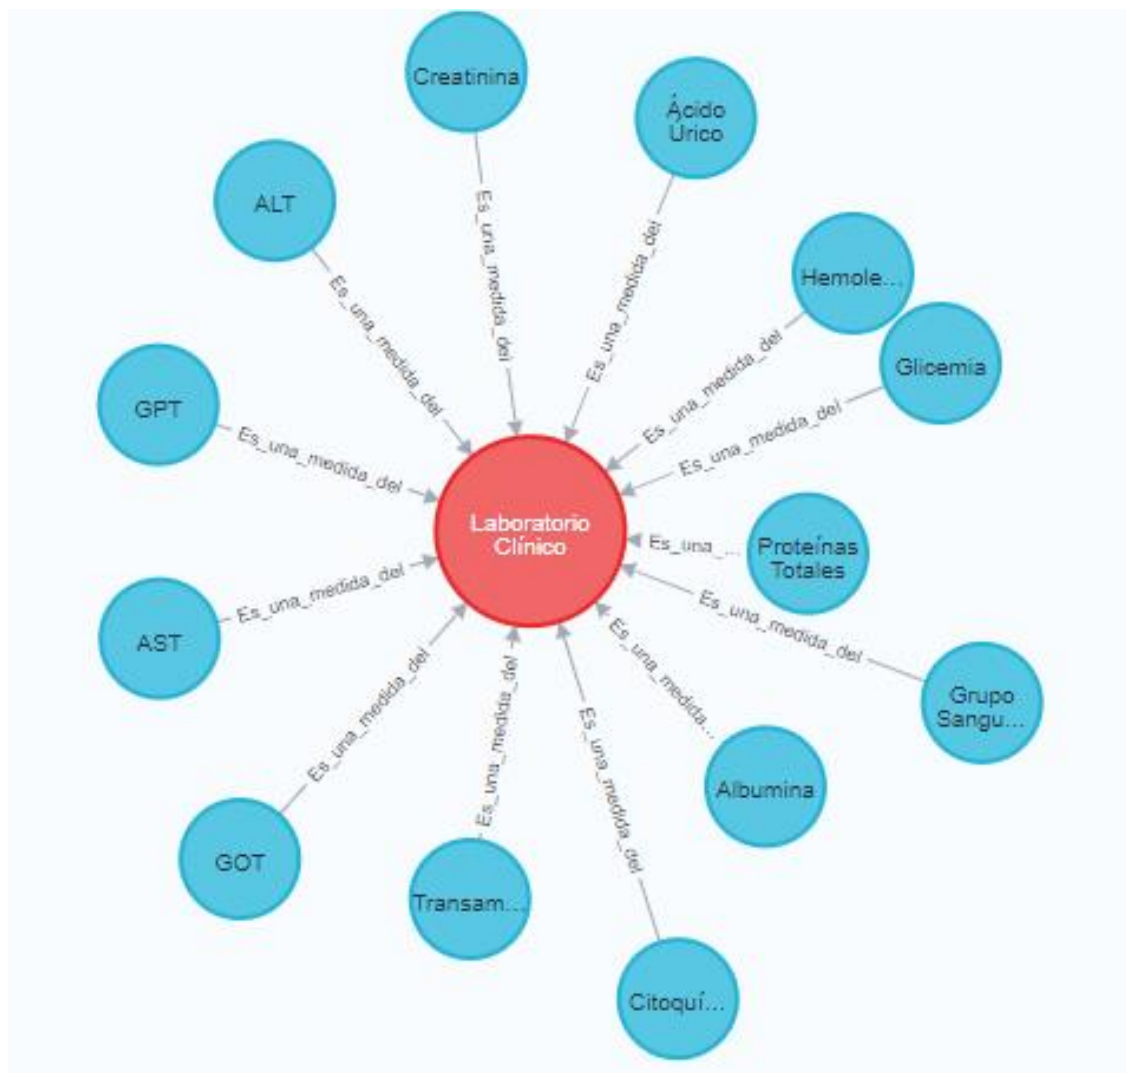 Creatinina
Ácido
Úrico
ALT
Hemole...
Glicemia
GPT
Laboratorio
Clínico
Proteínas
Totales
AST
Grupo
Sangu...
Albumina
GOT
Transam...
Citoquí...
Es_una_medida_del
Es_una_medida_del
Es_una_medida_del
Es_una_medida_del
Es_una_medida_del
Es_una_medida_del
Es_una_...
Es_una_medida_del
Es_una_medida_del
Es_una_medida...
Es_una_medida_del
Es_una_medida_del
Es_una_medida_del